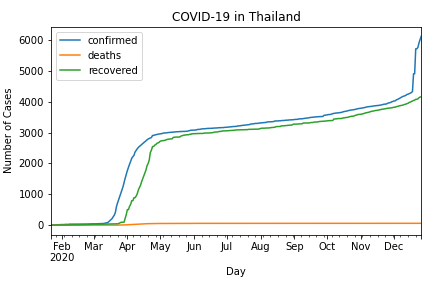 COVID-19 in Thailand
confirmed
deaths
recovered
Number of Cases
6000
5000
4000
3000
2000
1000
0
Feb Mar Apr May Jun Jul Aug Sep Oct Nov Dec
2020
Day